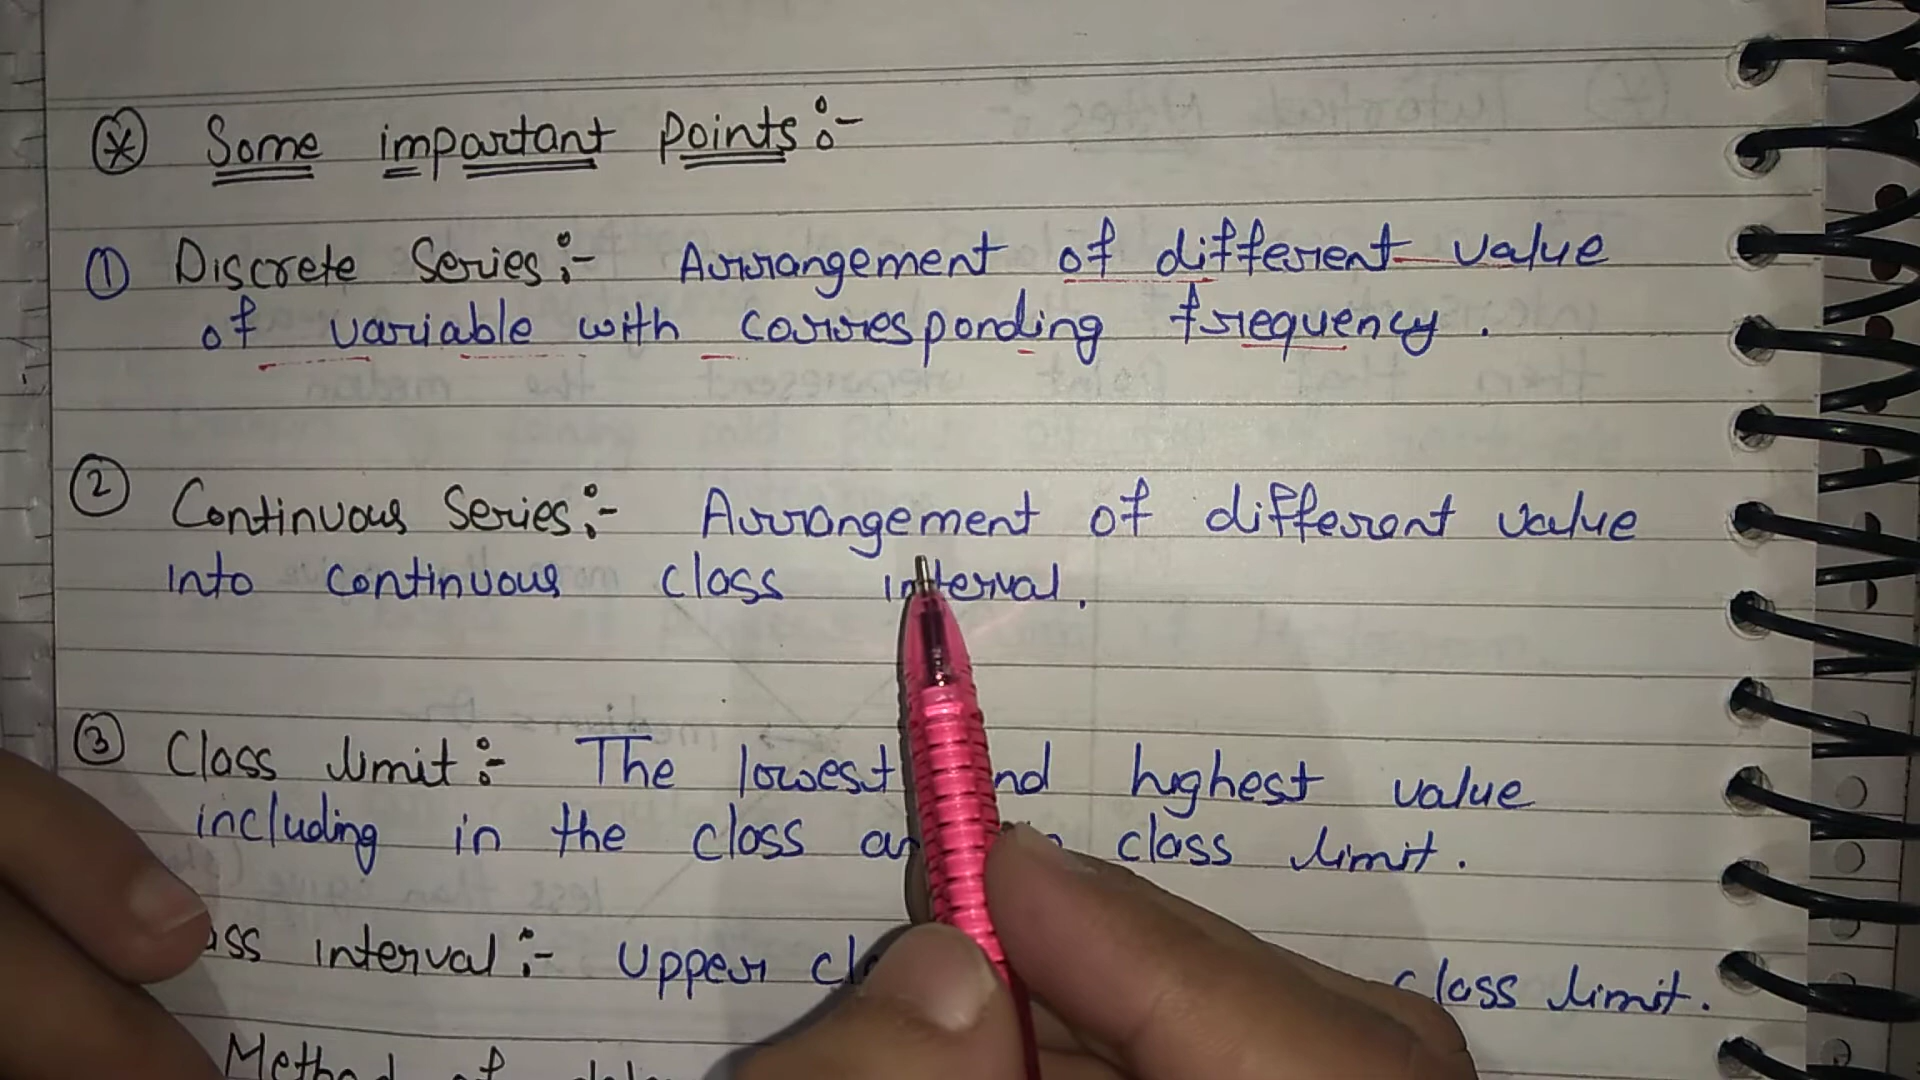 * Some important points :-
① Discrete Series :- Arrangement of different value
of variable with corresponding frequency .
② Continuous Series :- Arrangement of different value
into continuous class interval.
③ Class limit :- The lowest highest value
including in the class class limit .
interval :- Upper class limit .
Method of